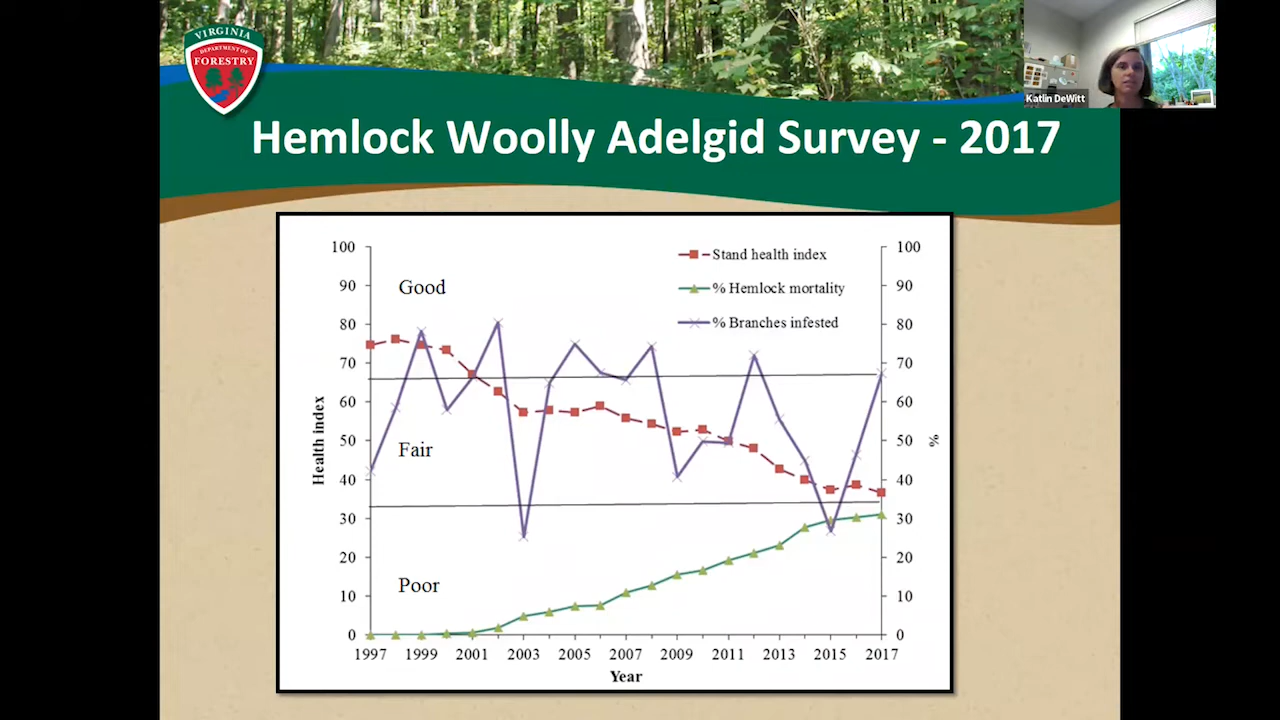 VIRGINIA
DEPARTMENT OF
FORESTRY
Katlin DeWitt
Hemlock Woolly Adelgid Survey - 2017
100
90
80
70
60
50
40
30
20
10
0
Health index
Good
Fair
Poor
Stand health index
% Hemlock mortality
% Branches infested
100
90
80
70
60
50
40
30
20
10
0
%
1997 1999 2001 2003 2005 2007 2009 2011 2013 2015 2017
Year